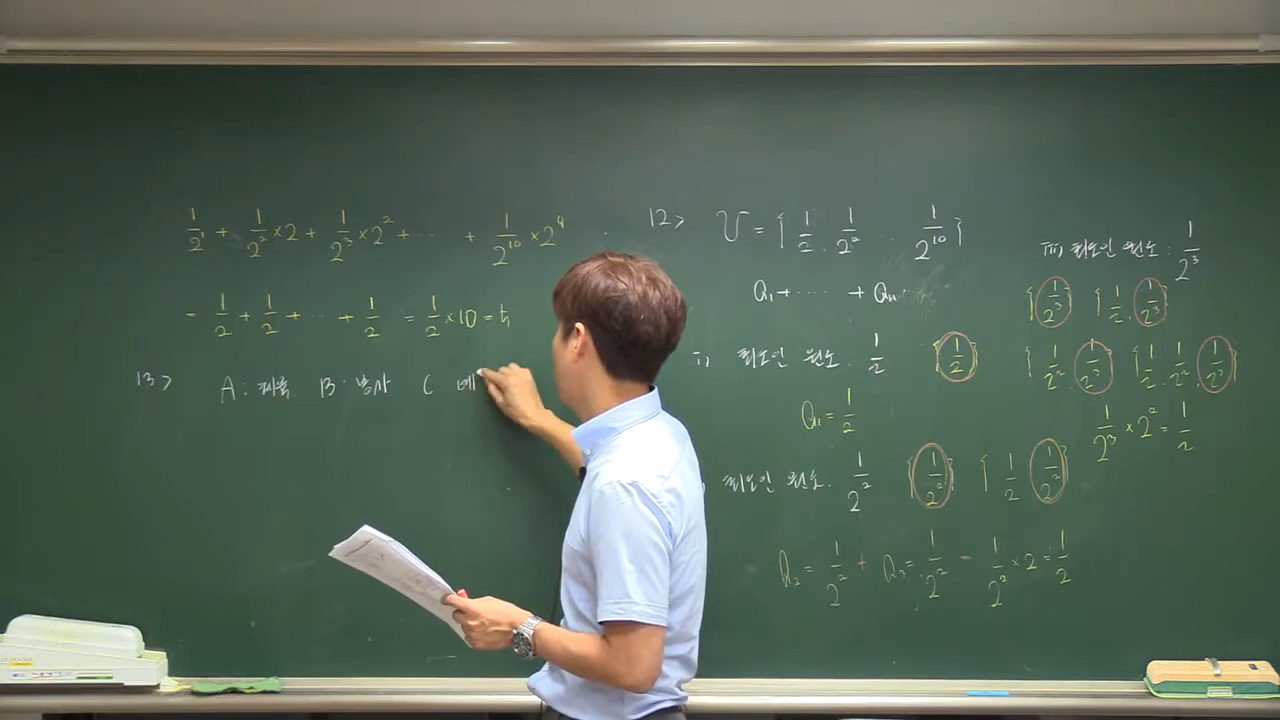 1/2 + 1/2² × 2 + 1/2³ × 2² + ⋯ + 1/2¹⁰ × 2⁹
= 1/2 + 1/2 + ⋯ + 1/2 = 1/2 × 10 = 5
13> A: B: 봉사 C
12> U = { 1/2, 1/2², 1/2¹⁰ }
a₁ + ⋯ + aₙ
i) 최소인 원소: 1/2 {1/2}
a₁ = 1/2
최소인 원소: 1/2² {1/2²} { 1/2, 1/2² }
a₂ = 1/2² + a₃ = 1/2² = 1/2² × 2 = 1/2
iii) 최소인 원소: 1/2³
{1/2³} { 1/2, 1/2³ }
{ 1/2², 1/2³ } { 1/2, 1/2², 1/2³ }
1/2³ × 2² = 1/2